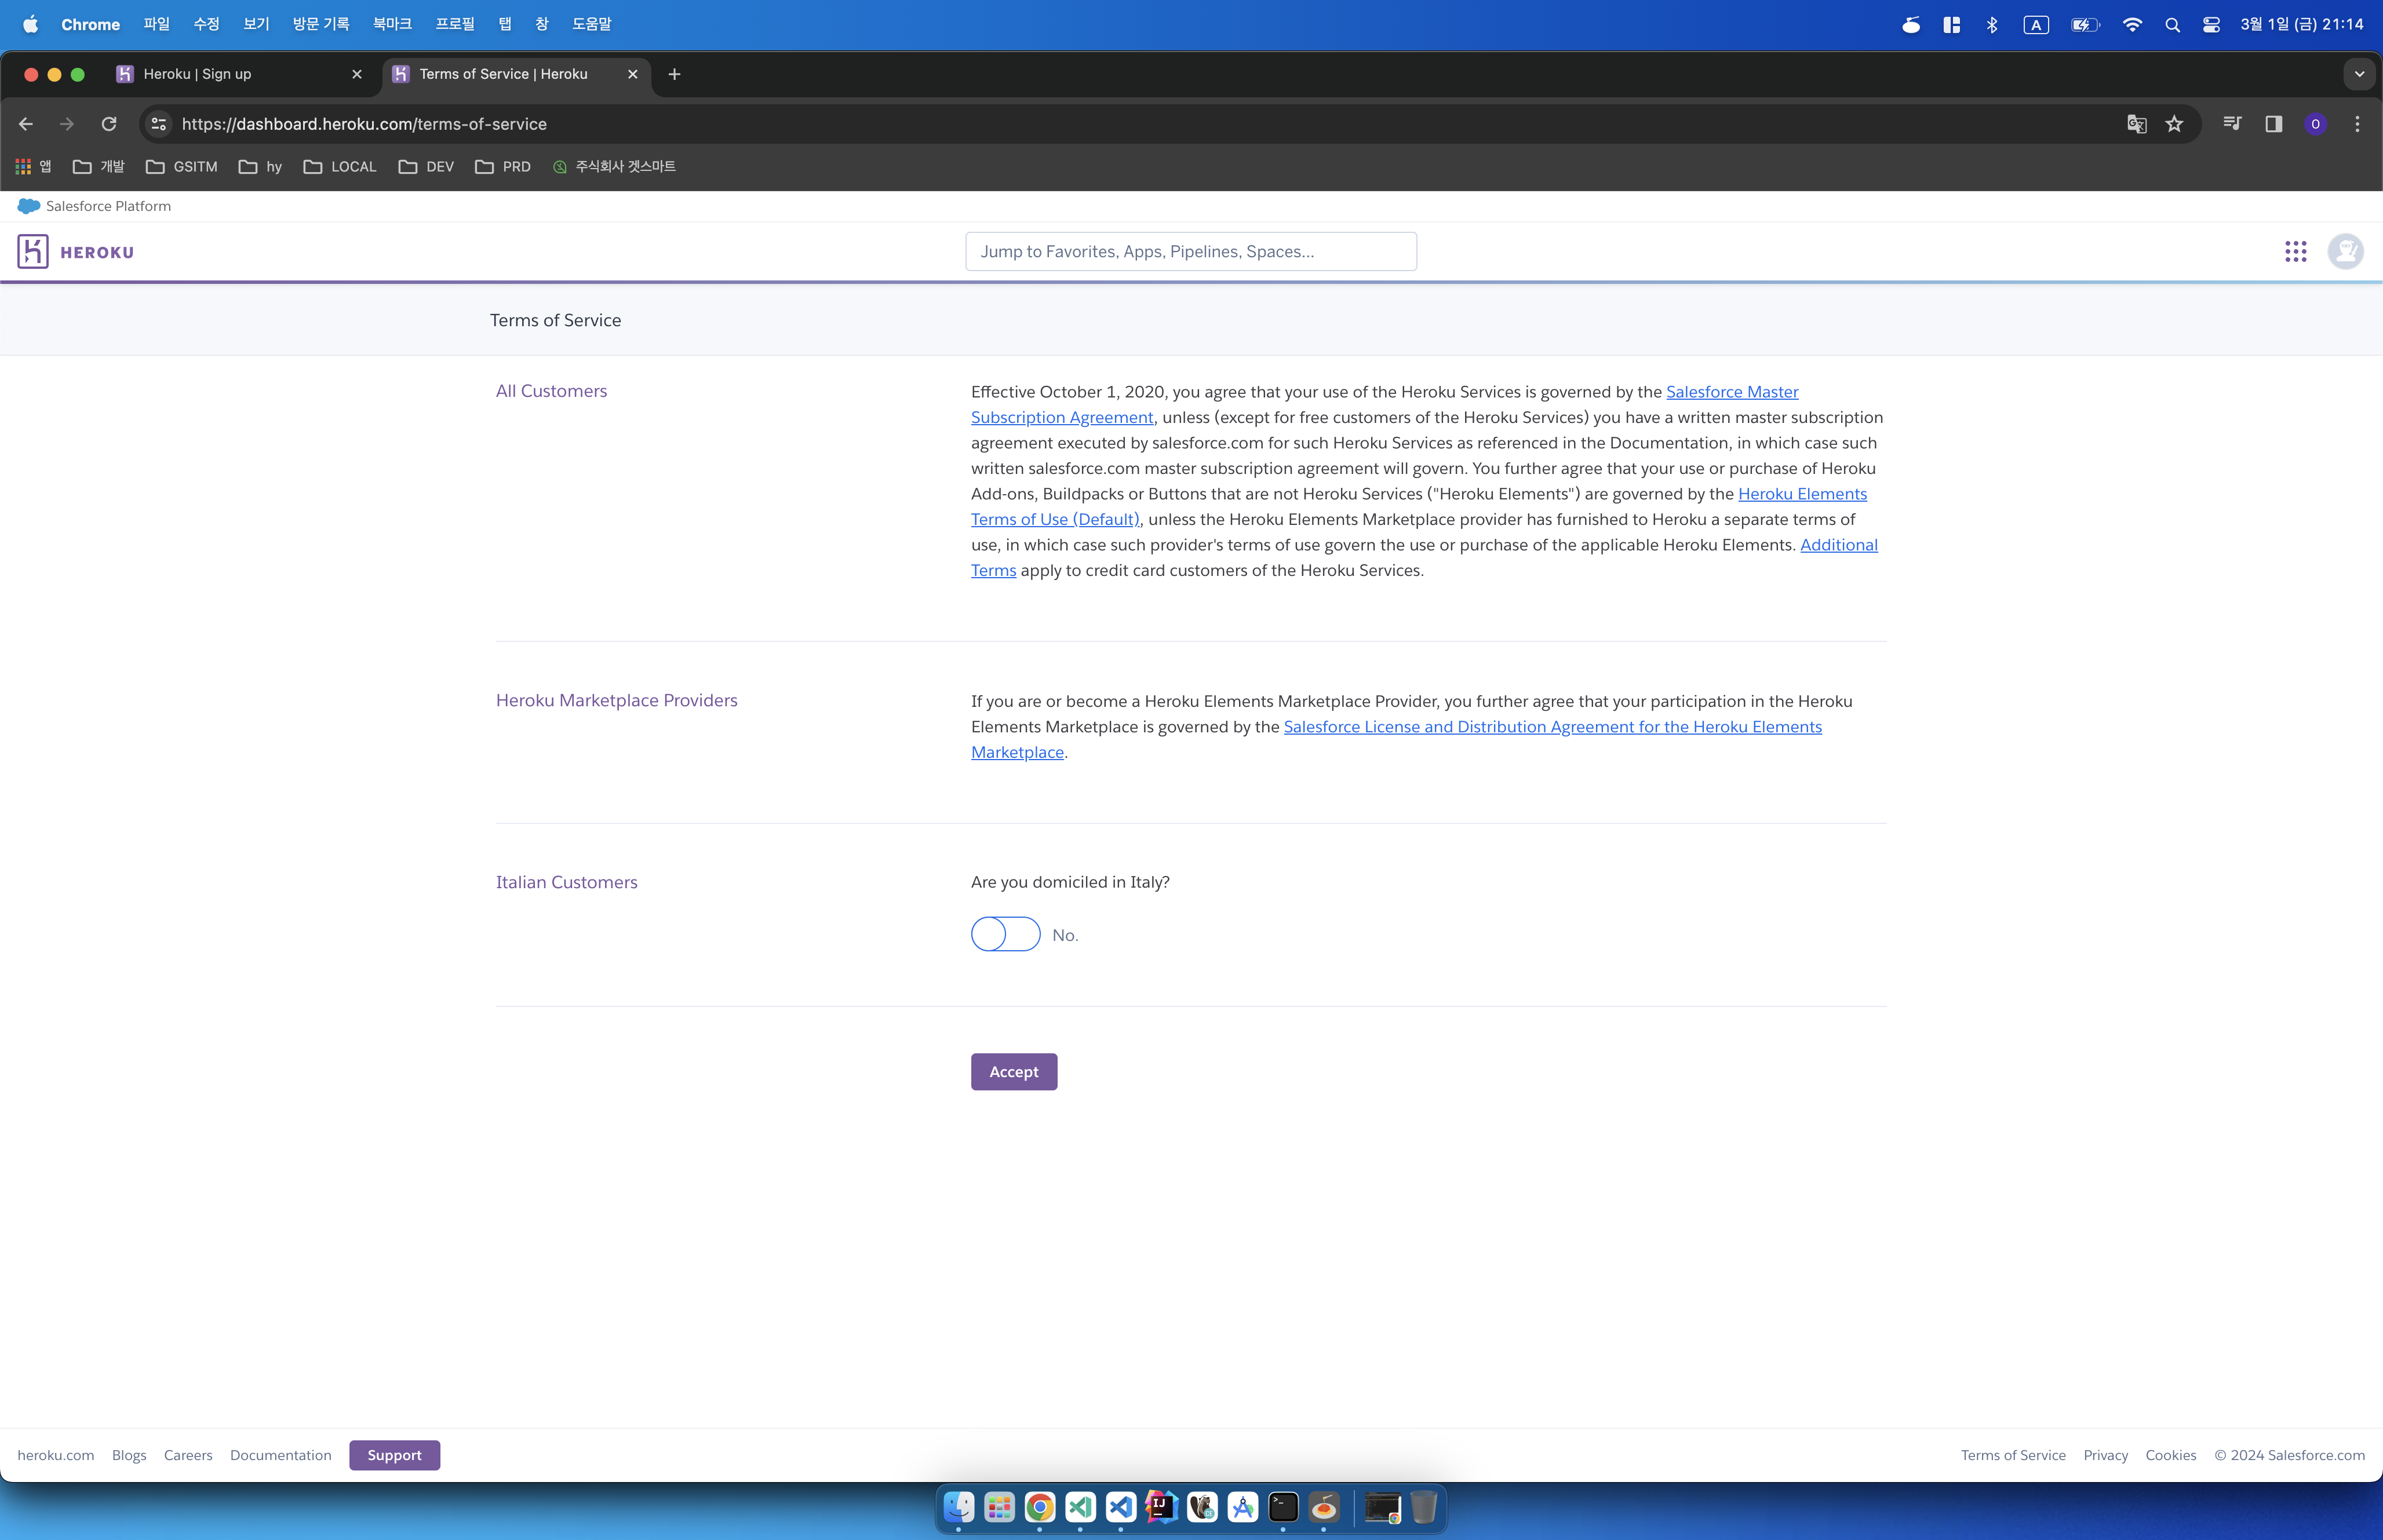 Chrome 파일 수정 보기 방문 기록 북마크 프로필 탭 창 도움말 A 3월 1일 (금) 21:14
Heroku | Sign up Terms of Service | Heroku
https://dashboard.heroku.com/terms-of-service O
앱 개발 GSITM hy LOCAL DEV PRD 주식회사 겟스마트
Salesforce Platform
HEROKU Jump to Favorites, Apps, Pipelines, Spaces...
Terms of Service
All Customers
Effective October 1, 2020, you agree that your use of the Heroku Services is governed by the Salesforce Master
Subscription Agreement, unless (except for free customers of the Heroku Services) you have a written master subscription
agreement executed by salesforce.com for such Heroku Services as referenced in the Documentation, in which case such
written salesforce.com master subscription agreement will govern. You further agree that your use or purchase of Heroku
Add-ons, Buildpacks or Buttons that are not Heroku Services ("Heroku Elements") are governed by the Heroku Elements
Terms of Use (Default), unless the Heroku Elements Marketplace provider has furnished to Heroku a separate terms of
use, in which case such provider's terms of use govern the use or purchase of the applicable Heroku Elements. Additional
Terms apply to credit card customers of the Heroku Services.
Heroku Marketplace Providers
If you are or become a Heroku Elements Marketplace Provider, you further agree that your participation in the Heroku
Elements Marketplace is governed by the Salesforce License and Distribution Agreement for the Heroku Elements
Marketplace.
Italian Customers
Are you domiciled in Italy?
No.
Accept
heroku.com Blogs Careers Documentation Support Terms of Service Privacy Cookies © 2024 Salesforce.com
IJ